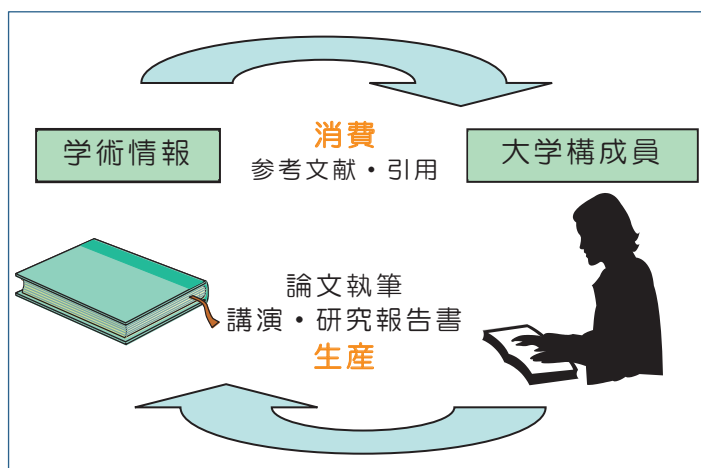 学術情報
消費
参考文献・引用
大学構成員
論文執筆
講演・研究報告書
生産